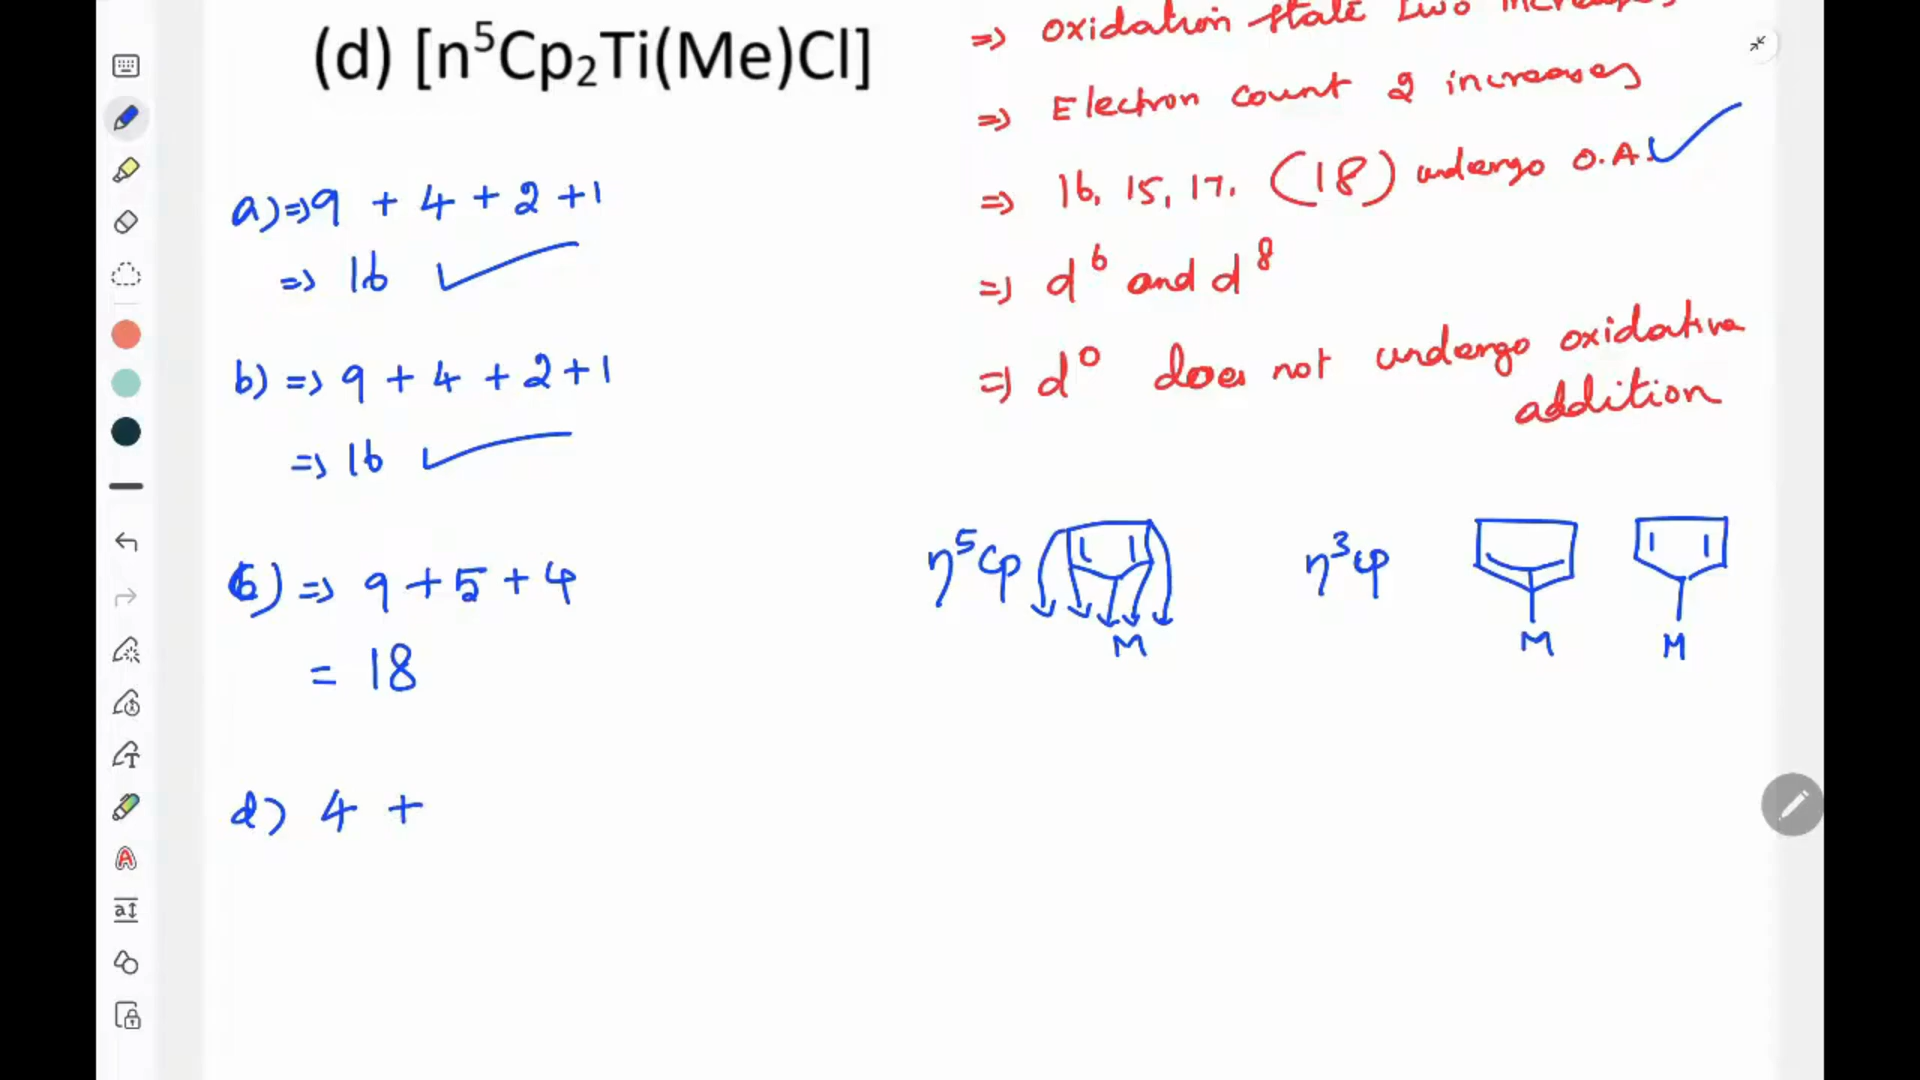 (d) [n⁵Cp₂Ti(Me)Cl]
⇒ oxidation state two increases
⇒ Electron count 2 increases
⇒ 16, 15, 17. (18) undergo O.A.
⇒ d⁶ and d⁸
⇒ d⁰ does not undergo oxidative
addition
a) ⇒ 9 + 4 + 2 + 1
⇒ 16
b) ⇒ 9 + 4 + 2 + 1
⇒ 16
c) ⇒ 9 + 5 + 4
= 18
d) 4 +
η⁵Cp
M
η³Cp
M
M